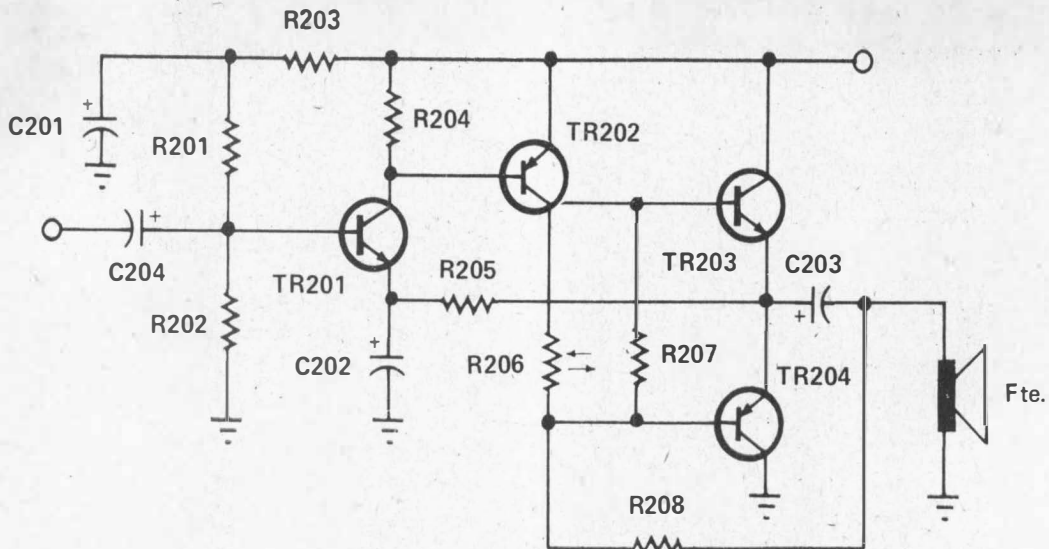 R203
C201
+
R201
R204
TR202
+
C204
TR201
R205
TR203
C203
+
R202
+
C202
R206
R207
TR204
Fte.
R208